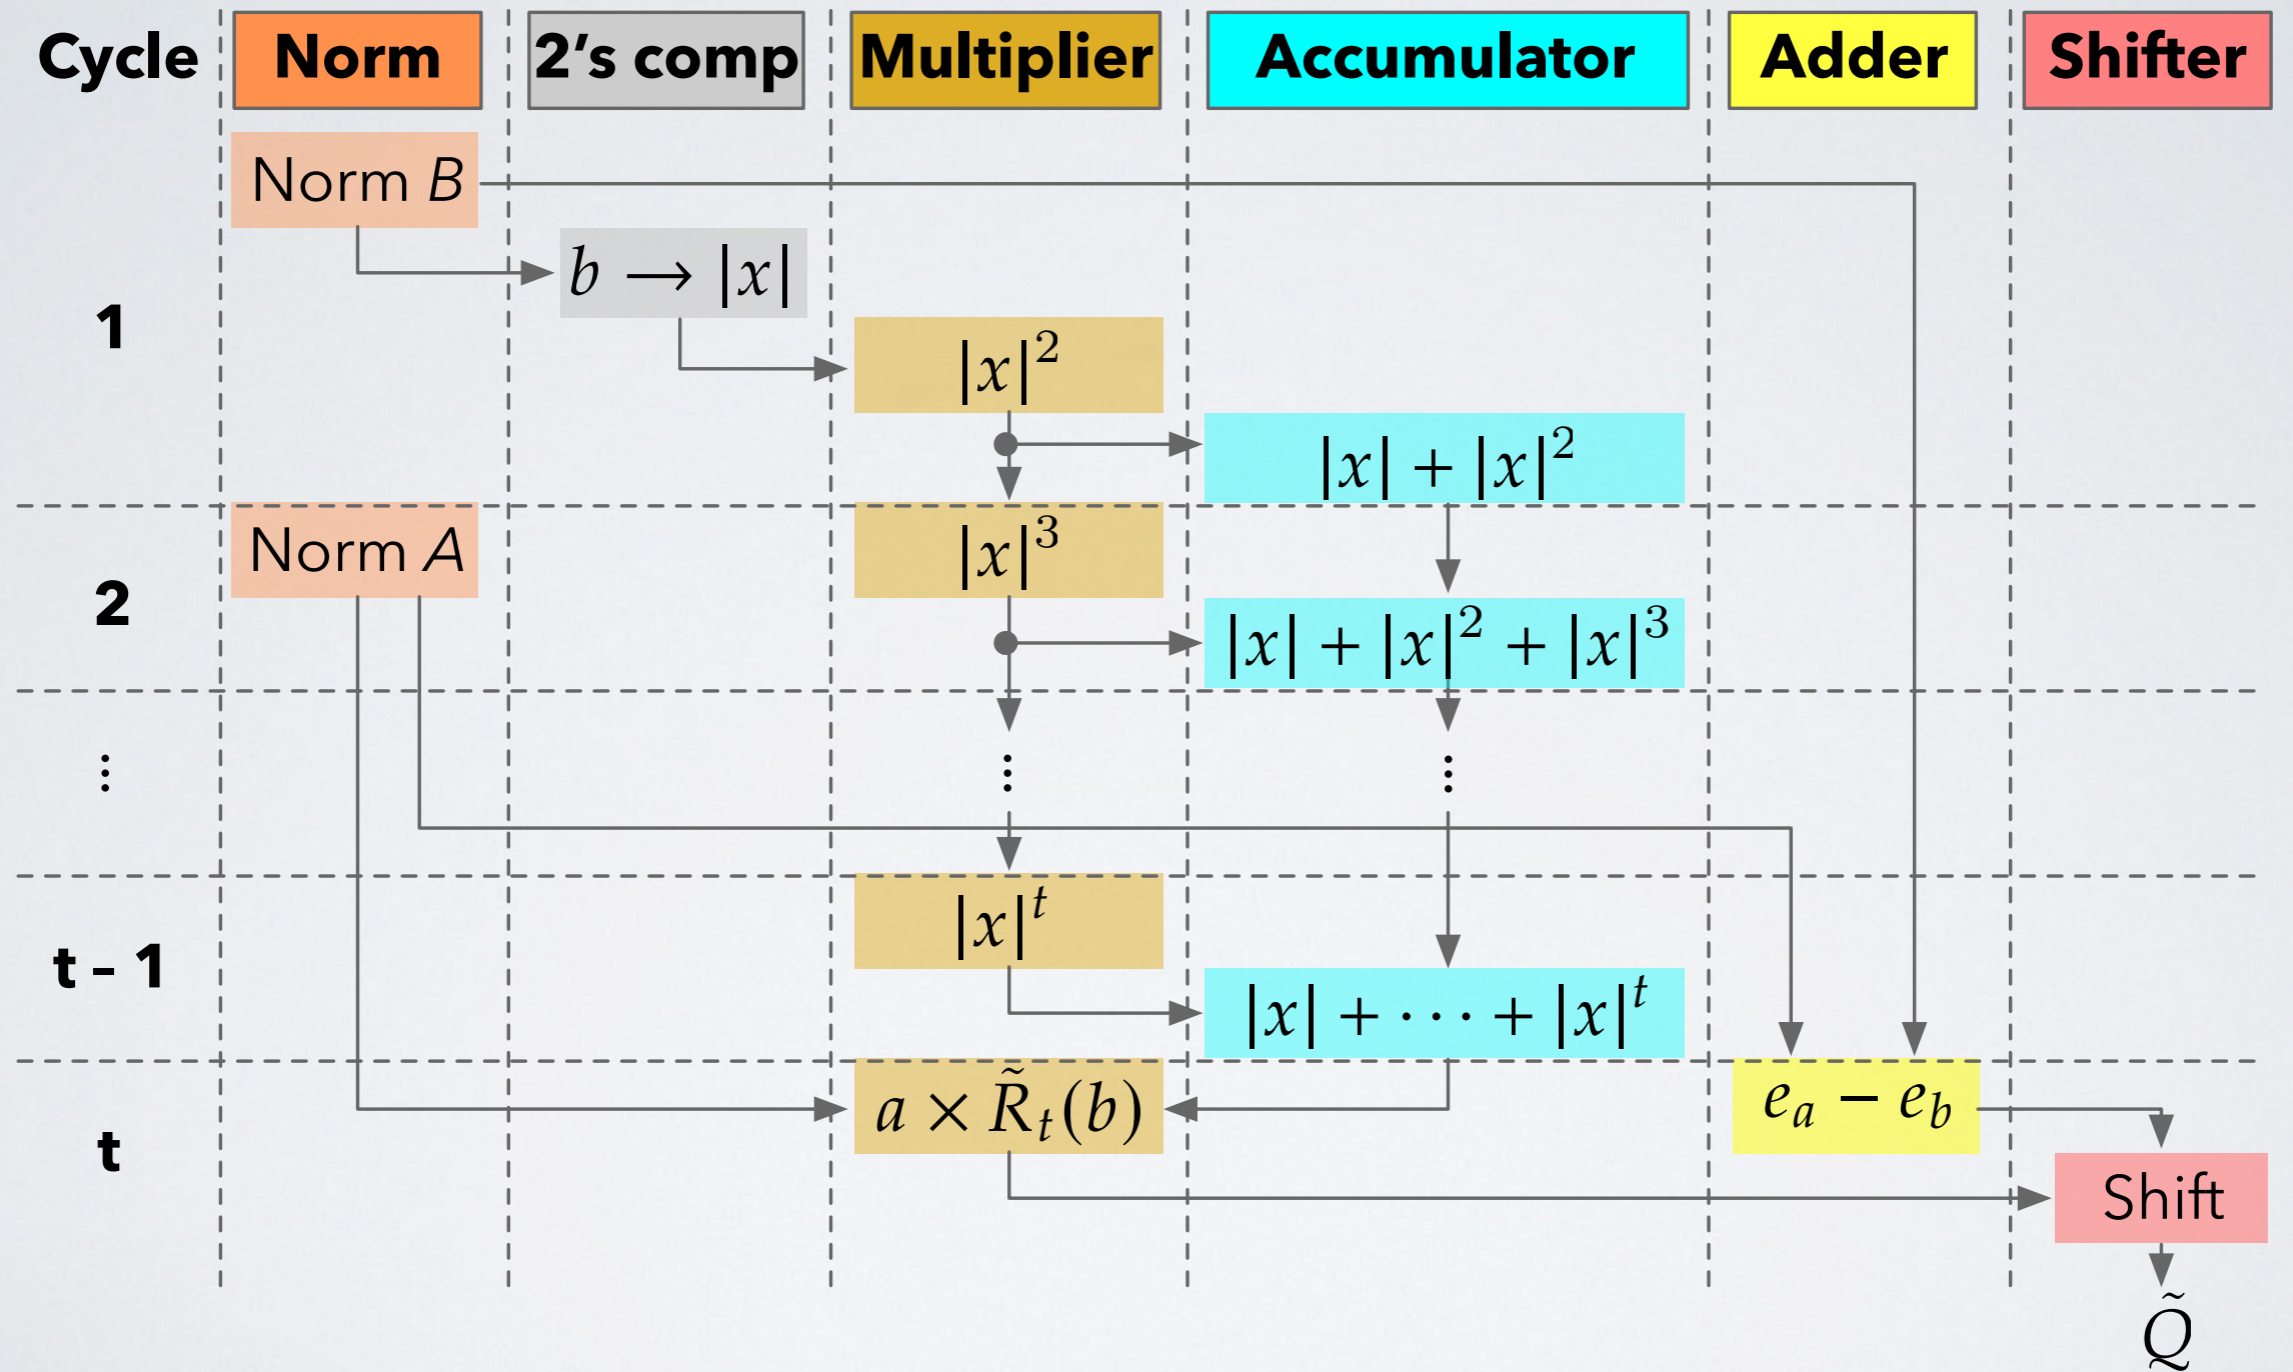 Cycle Norm 2's comp Multiplier Accumulator Adder Shifter
Norm B
b ⟶ |x|
1
|x|²
|x| + |x|²
Norm A |x|³
2
|x| + |x|² + |x|³
⋮ ⋮ ⋮
|x|ᵗ
t - 1
|x| + · · · + |x|ᵗ
a × R̃ₜ(b) eₐ − e_b
t
Shift
Q̃